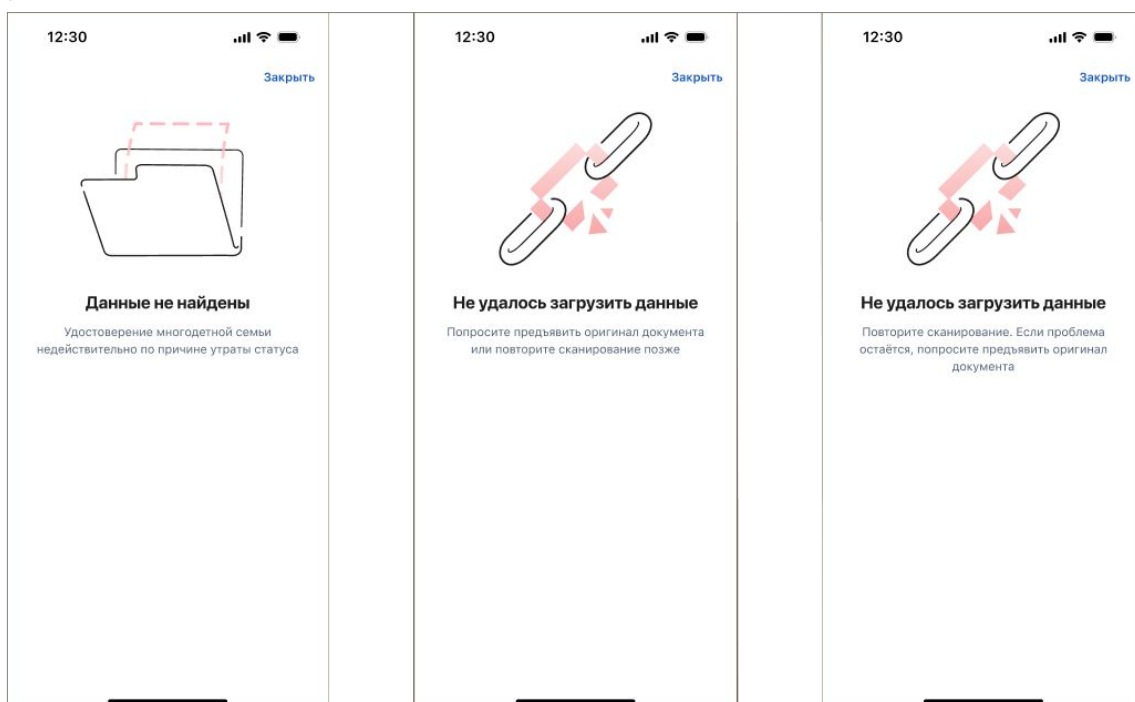 12:30
Закрыть
Данные не найдены
Удостоверение многодетной семьи
недействительно по причине утраты статуса
12:30
Закрыть
Не удалось загрузить данные
Попросите предъявить оригинал документа
или повторите сканирование позже
12:30
Закрыть
Не удалось загрузить данные
Повторите сканирование. Если проблема
остаётся, попросите предъявить оригинал
документа